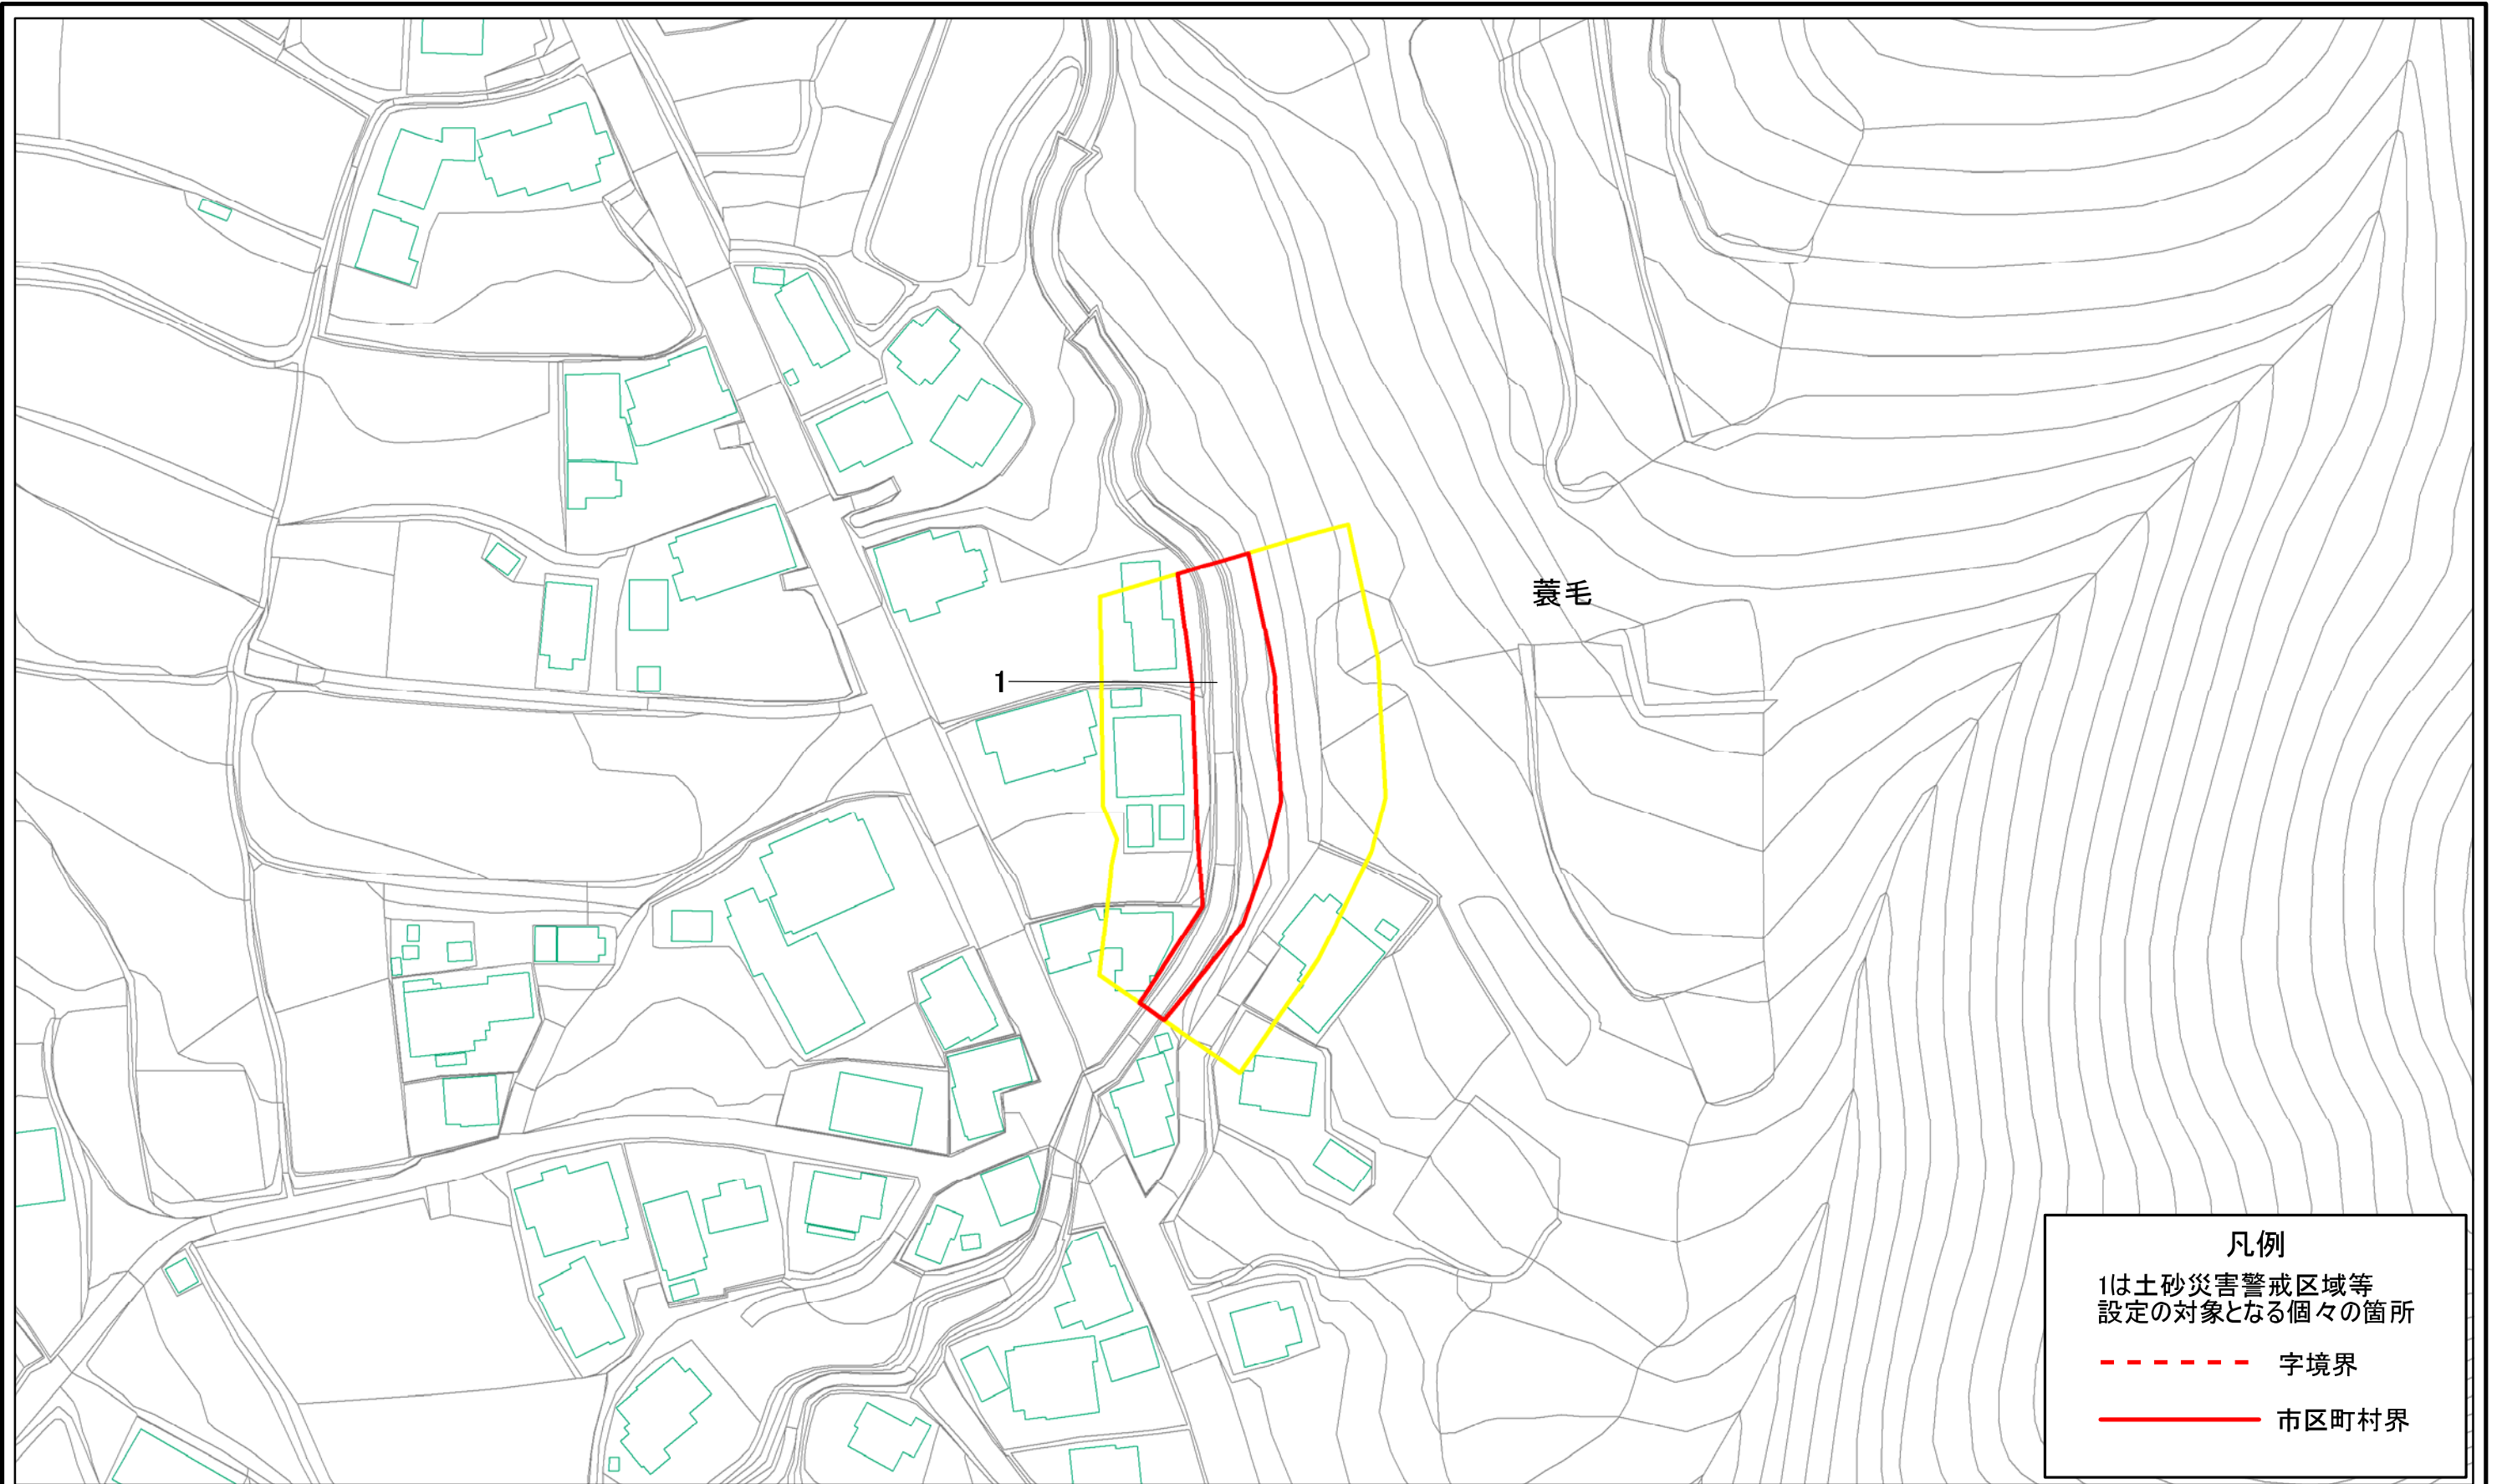 蓑毛
1
凡例
1は土砂災害警戒区域等
設定の対象となる個々の箇所
字境界
市区町村界